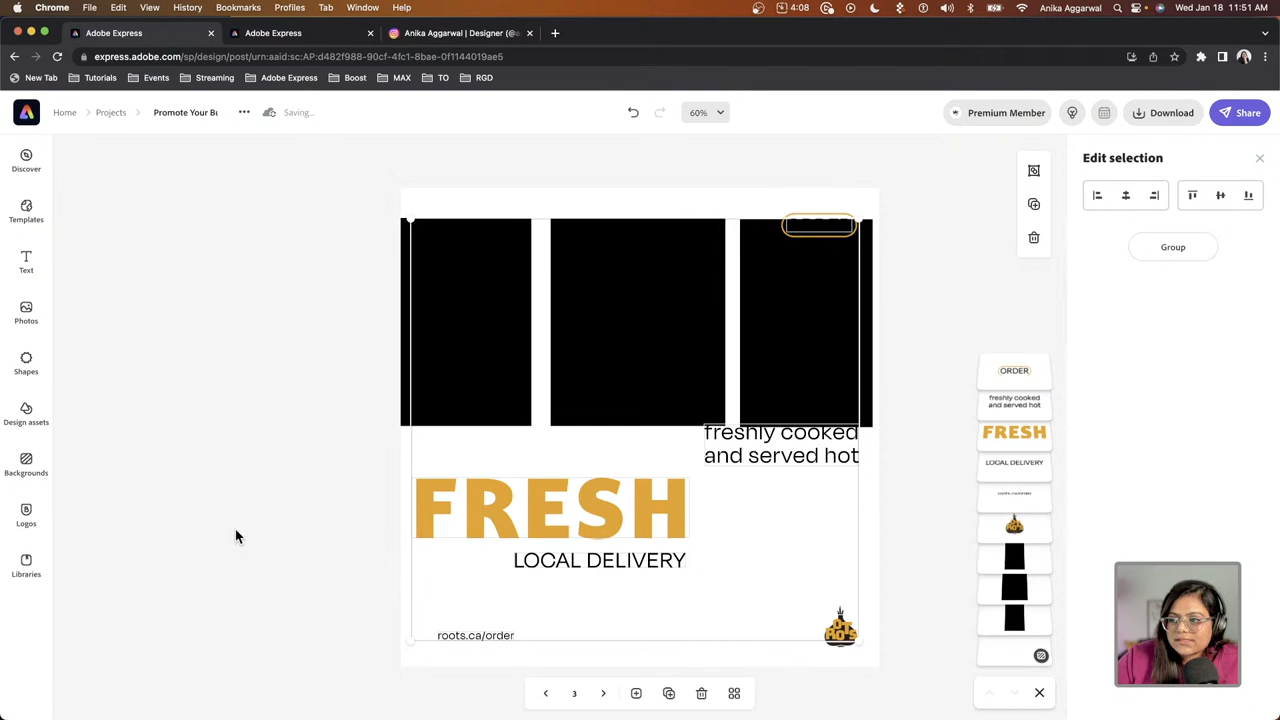 Chrome File Edit View History Bookmarks Profiles Tab Window Help
4:08 Anika Aggarwal Wed Jan 18 11:51 AM
Adobe Express Adobe Express Anika Aggarwal | Designer (@
express.adobe.com/sp/design/post/urn:aaid:sc:AP:d482f988-90cf-4fc1-8bae-0f1144019ae5
New Tab Tutorials Events Streaming Adobe Express Boost MAX TO RGD
Home Projects Promote Your Bu Saving... 60% Premium Member Download Share
Discover
Templates
Text
Photos
Shapes
Design assets
Backgrounds
Logos
Libraries
freshly cooked
and served hot
FRESH
LOCAL DELIVERY
roots.ca/order
3
Edit selection
Group
ORDER
freshly cooked
and served hot
FRESH
LOCAL DELIVERY
roots.ca/order